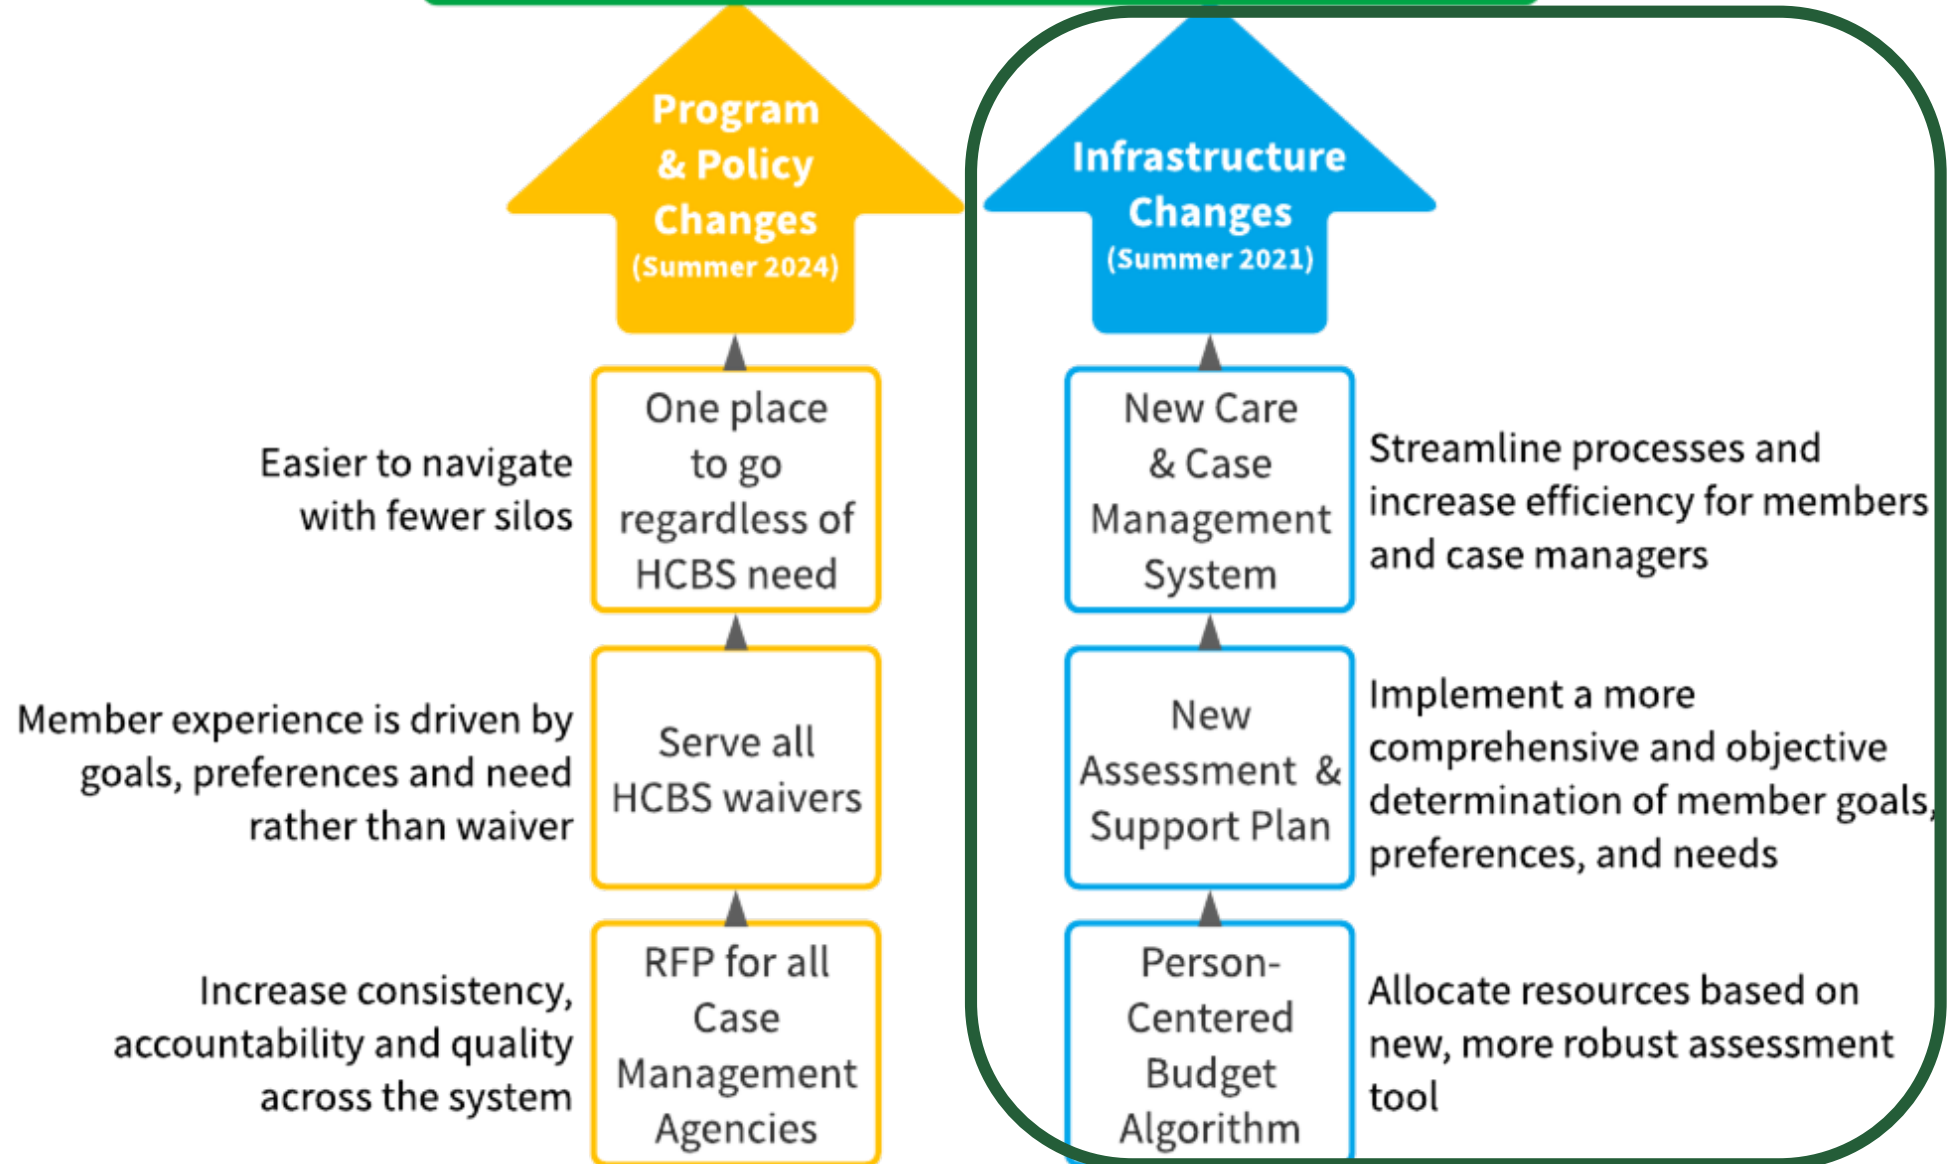 Program
& Policy
Changes
(Summer 2024)
One place
to go
regardless of
HCBS need
Easier to navigate
with fewer silos
Serve all
HCBS waivers
Member experience is driven by
goals, preferences and need
rather than waiver
RFP for all
Case
Management
Agencies
Increase consistency,
accountability and quality
across the system
Infrastructure
Changes
(Summer 2021)
New Care
& Case
Management
System
Streamline processes and
increase efficiency for members
and case managers
New
Assessment &
Support Plan
Implement a more
comprehensive and objective
determination of member goals,
preferences, and needs
Person-
Centered
Budget
Algorithm
Allocate resources based on
new, more robust assessment
tool